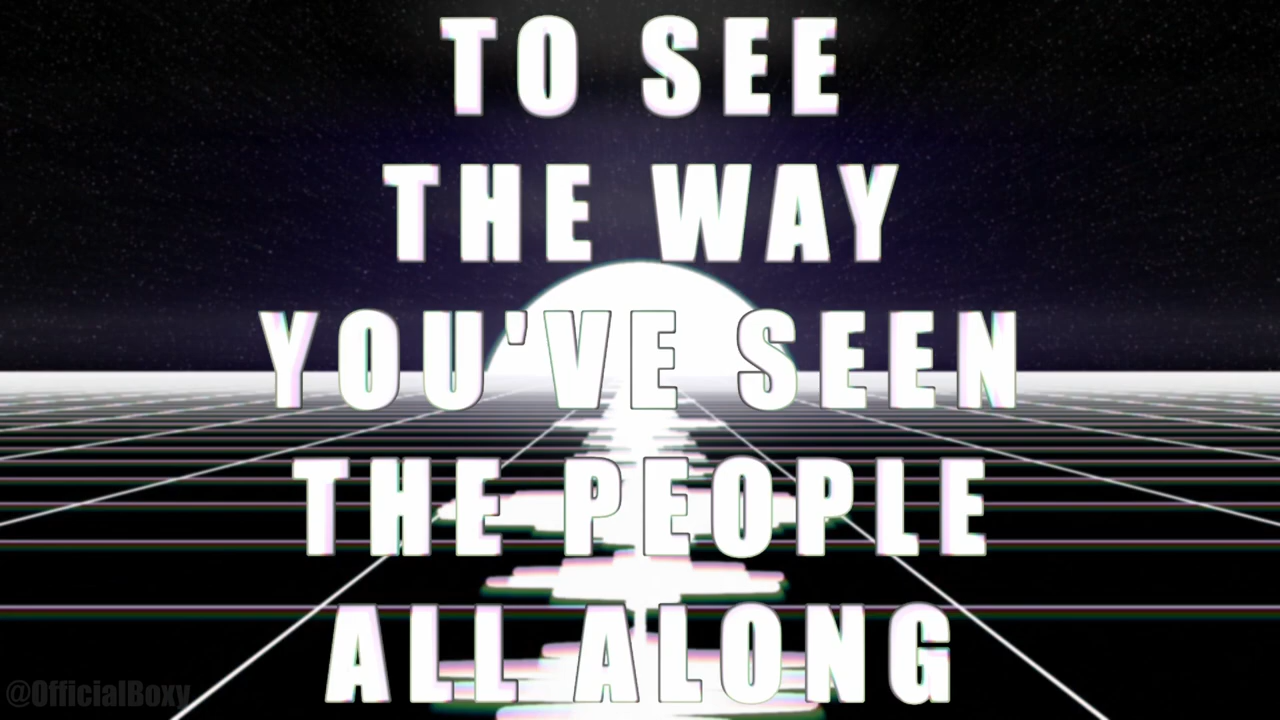 TO SEE
THE WAY
YOU'VE SEEN
THE PEOPLE
ALL ALONG
@OfficialBoxy